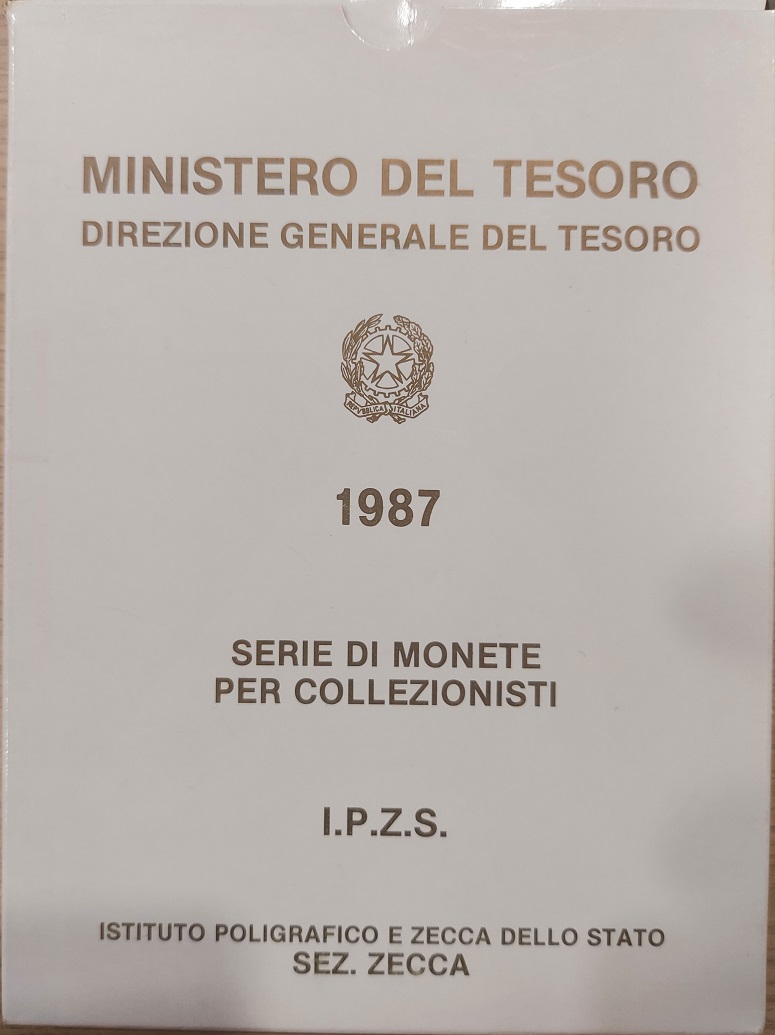 MINISTERO DEL TESORO
DIREZIONE GENERALE DEL TESORO
REPVBBLICA ITALIANA
1987
SERIE DI MONETE
PER COLLEZIONISTI
I.P.Z.S.
ISTITUTO POLIGRAFICO E ZECCA DELLO STATO
SEZ. ZECCA